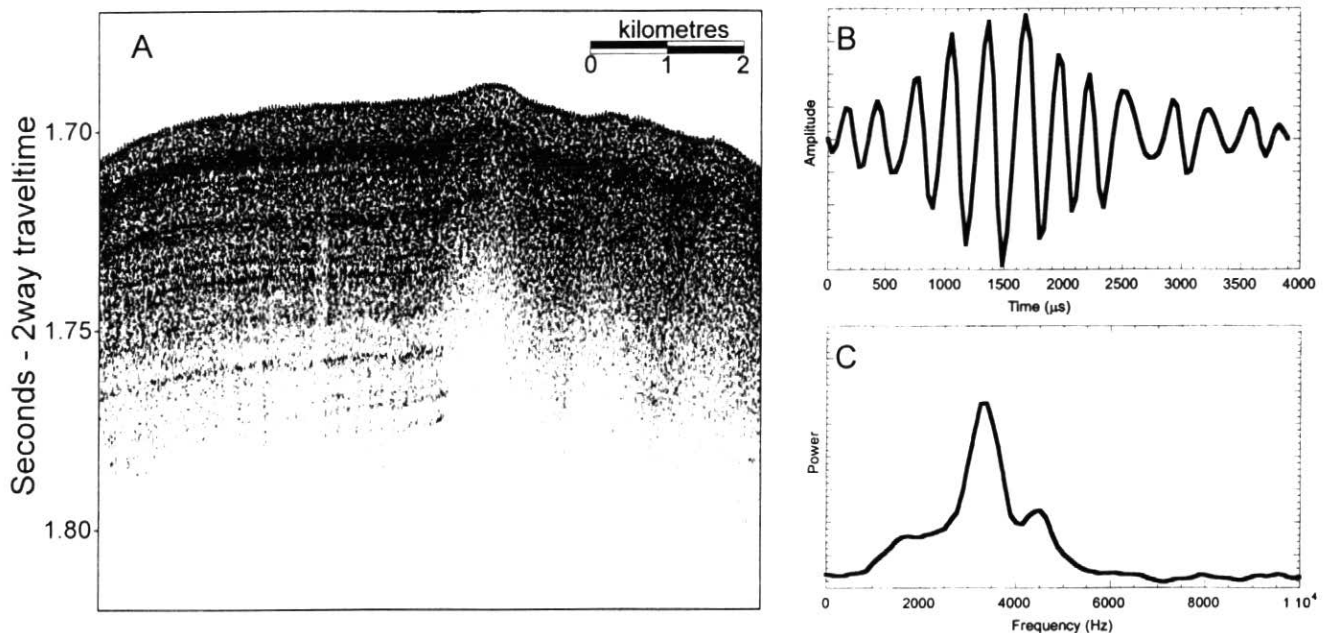 A
kilometres
0 1 2
Seconds - 2way traveltime
1.70
1.75
1.80
B
Amplitude
0 500 1000 1500 2000 2500 3000 3500 4000
Time (μs)
C
Power
0 2000 4000 6000 8000 1 10⁴
Frequency (Hz)